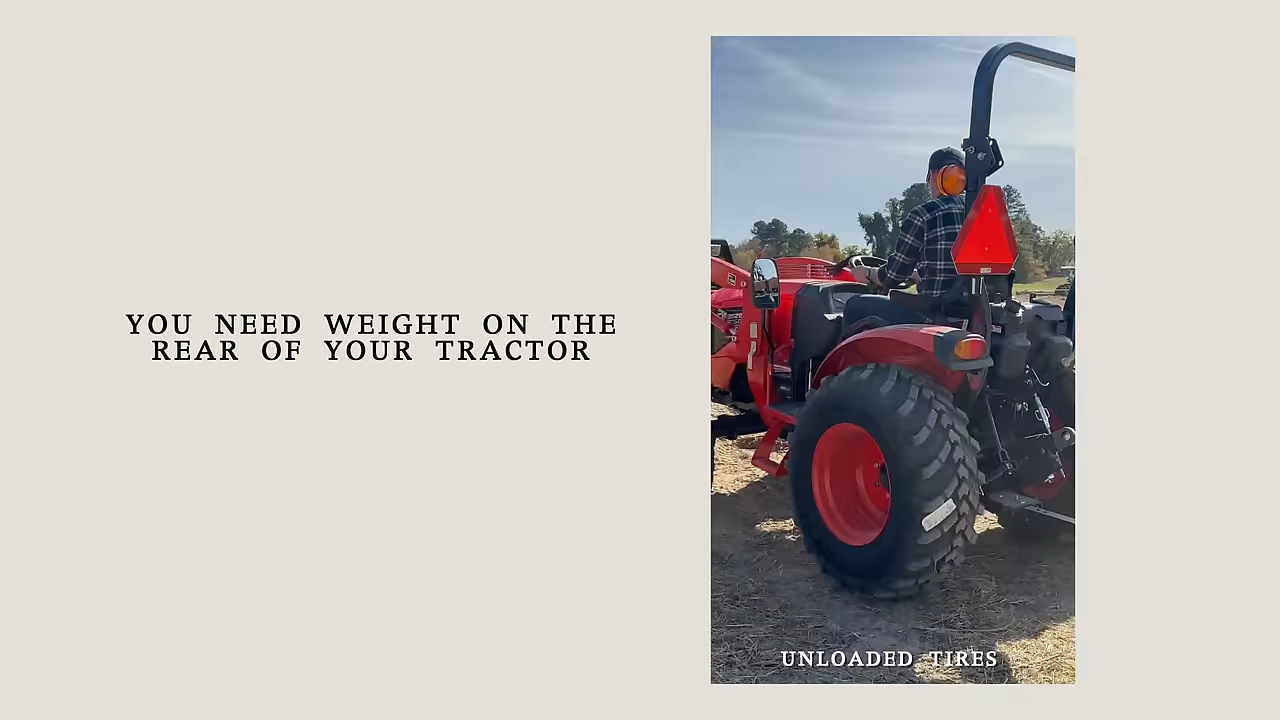 YOU NEED WEIGHT ON THE
REAR OF YOUR TRACTOR
UNLOADED TIRES